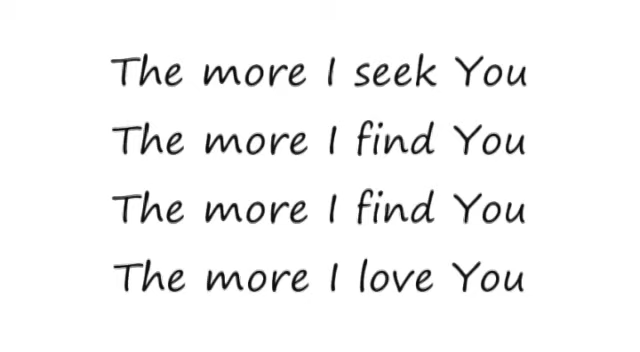 The more I seek You
The more I find You
The more I find You
The more I love You